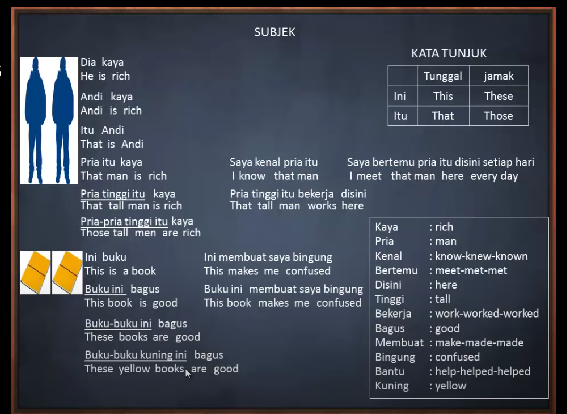 SUBJEK
KATA TUNJUK
Tunggal jamak
Ini This These
Itu That Those
Dia kaya
He is rich
Andi kaya
Andi is rich
Itu Andi
That is Andi
Pria itu kaya
That man is rich
Saya kenal pria itu
I know that man
Saya bertemu pria itu disini setiap hari
I meet that man here every day
Pria tinggi itu kaya
That tall man is rich
Pria tinggi itu bekerja disini
That tall man works here
Pria-pria tinggi itu kaya
Those tall men are rich
Ini buku
This is a book
Ini membuat saya bingung
This makes me confused
Buku ini bagus
This book is good
Buku ini membuat saya bingung
This book makes me confused
Buku-buku ini bagus
These books are good
Buku-buku kuning ini bagus
These yellow books are good
Kaya : rich
Pria : man
Kenal : know-knew-known
Bertemu : meet-met-met
Disini : here
Tinggi : tall
Bekerja : work-worked-worked
Bagus : good
Membuat : make-made-made
Bingung : confused
Bantu : help-helped-helped
Kuning : yellow